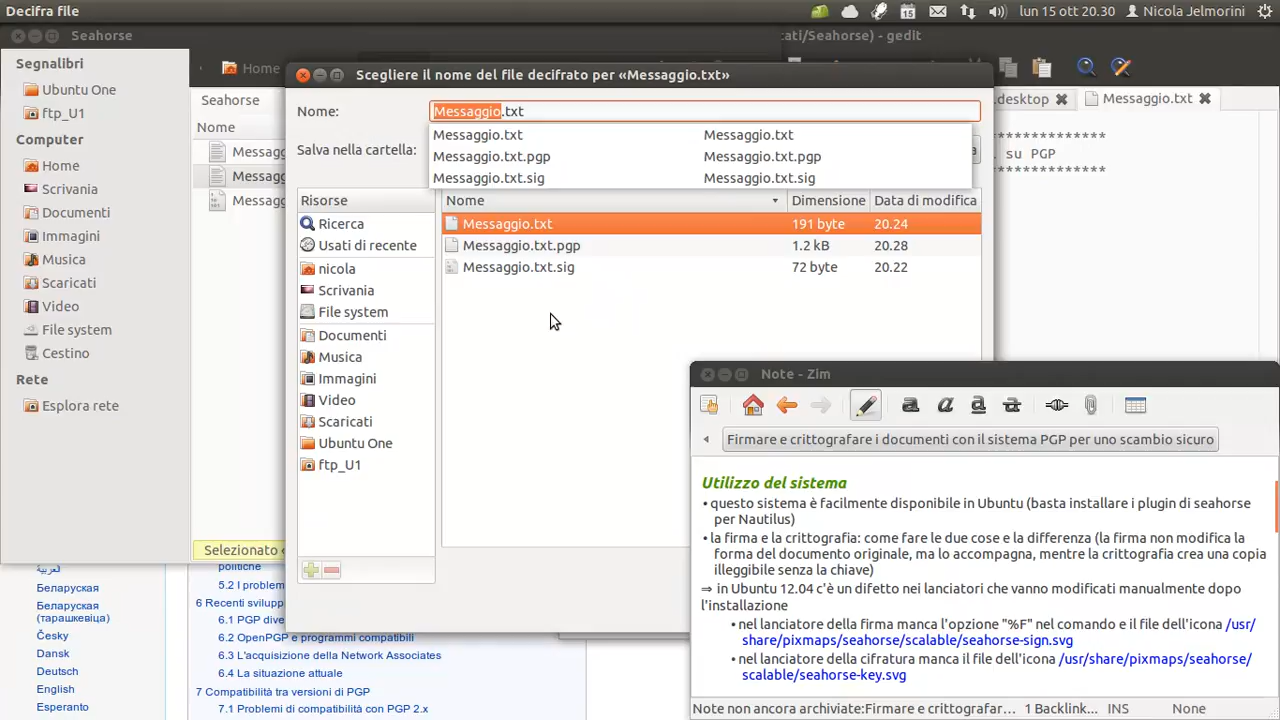 Decifra file
15
lun 15 ott 20.30
Nicola Jelmorini
Seahorse
ati/Seahorse) - gedit
Segnalibri
Ubuntu One
ftp_U1
Computer
Home
Scrivania
Documenti
Immagini
Musica
Scaricati
Video
File system
Cestino
Rete
Esplora rete
Home
Seahorse
Nome
Messagg
Messagg
Messagg
Selezionato «
.desktop
Messaggio.txt
**************
su PGP
**************
Scegliere il nome del file decifrato per «Messaggio.txt»
Nome:
Messaggio.txt
Salva nella cartella:
Messaggio.txt Messaggio.txt
Messaggio.txt.pgp Messaggio.txt.pgp
Messaggio.txt.sig Messaggio.txt.sig
Risorse
Ricerca
Usati di recente
nicola
Scrivania
File system
Documenti
Musica
Immagini
Video
Scaricati
Ubuntu One
ftp_U1
Nome Dimensione Data di modifica
Messaggio.txt 191 byte 20.24
Messaggio.txt.pgp 1.2 kB 20.28
Messaggio.txt.sig 72 byte 20.22
Note - Zim
Firmare e crittografare i documenti con il sistema PGP per uno scambio sicuro
Utilizzo del sistema
• questo sistema è facilmente disponibile in Ubuntu (basta installare i plugin di seahorse
per Nautilus)
• la firma e la crittografia: come fare le due cose e la differenza (la firma non modifica la
forma del documento originale, ma lo accompagna, mentre la crittografia crea una copia
illeggibile senza la chiave)
⇒ in Ubuntu 12.04 c'è un difetto nei lanciatori che vanno modificati manualmente dopo
l'installazione
• nel lanciatore della firma manca l'opzione "%F" nel comando e il file dell'icona /usr/
share/pixmaps/seahorse/scalable/seahorse-sign.svg
• nel lanciatore della cifratura manca il file dell'icona /usr/share/pixmaps/seahorse/
scalable/seahorse-key.svg
Note non ancora archiviate:Firmare e crittografar... 1 Backlink... INS None
العربية
Беларуская
Беларуская
(тарашкевіца)
Česky
Dansk
Deutsch
English
Esperanto
politiche
5.2 I problem
6 Recenti svilupp
6.1 PGP dive
6.2 OpenPGP e programmi compatibili
6.3 L'acquisizione della Network Associates
6.4 La situazione attuale
7 Compatibilità tra versioni di PGP
7.1 Problemi di compatibilità con PGP 2.x